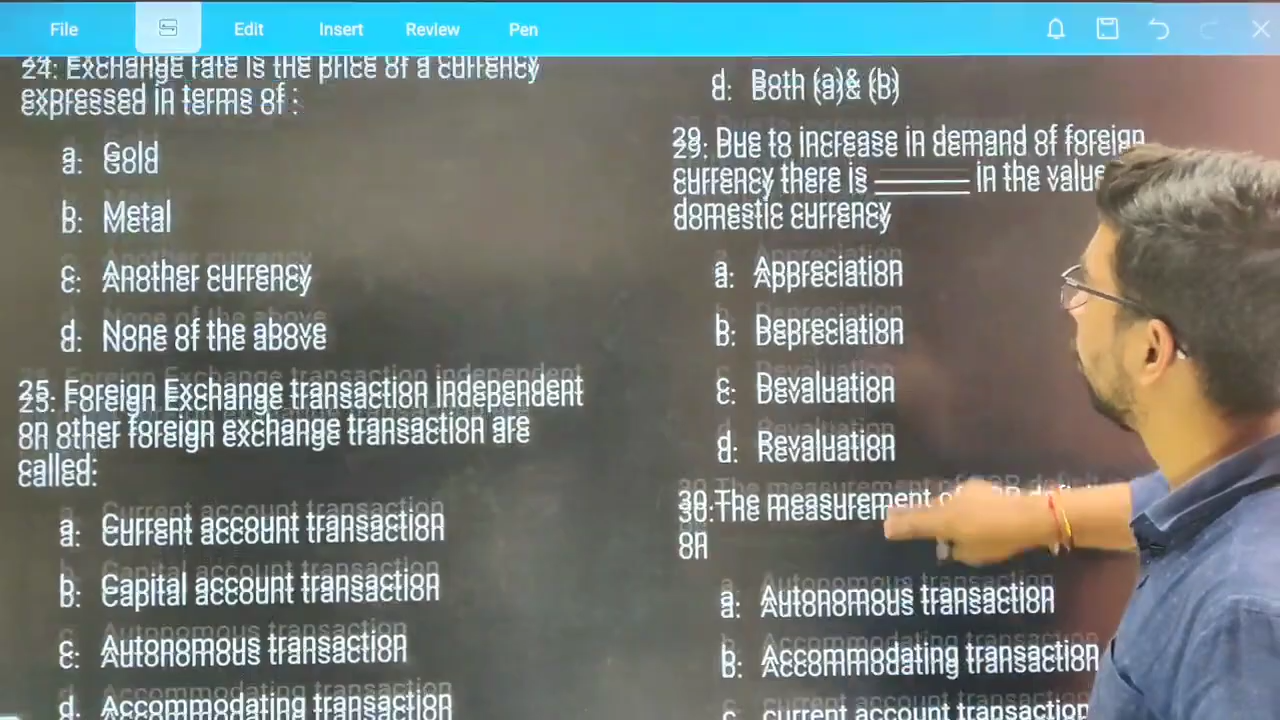 File Edit Insert Review Pen
24: Exchange rate is the price of a currency
expressed in terms of :
a. Gold
b. Metal
c. Another currency
d. None of the above
25. Foreign Exchange transaction independent
on other foreign exchange transaction are
called:
a. Current account transaction
b. Capital account transaction
c. Autonomous transaction
d. Accommodating transaction
d. Both (a)& (b)
29. Due to increase in demand of foreign
currency there is ________ in the value
domestic currency
a. Appreciation
b. Depreciation
c. Devaluation
d. Revaluation
30.The measurement of
on
a. Autonomous transaction
b. Accommodating transaction
c. current account transaction